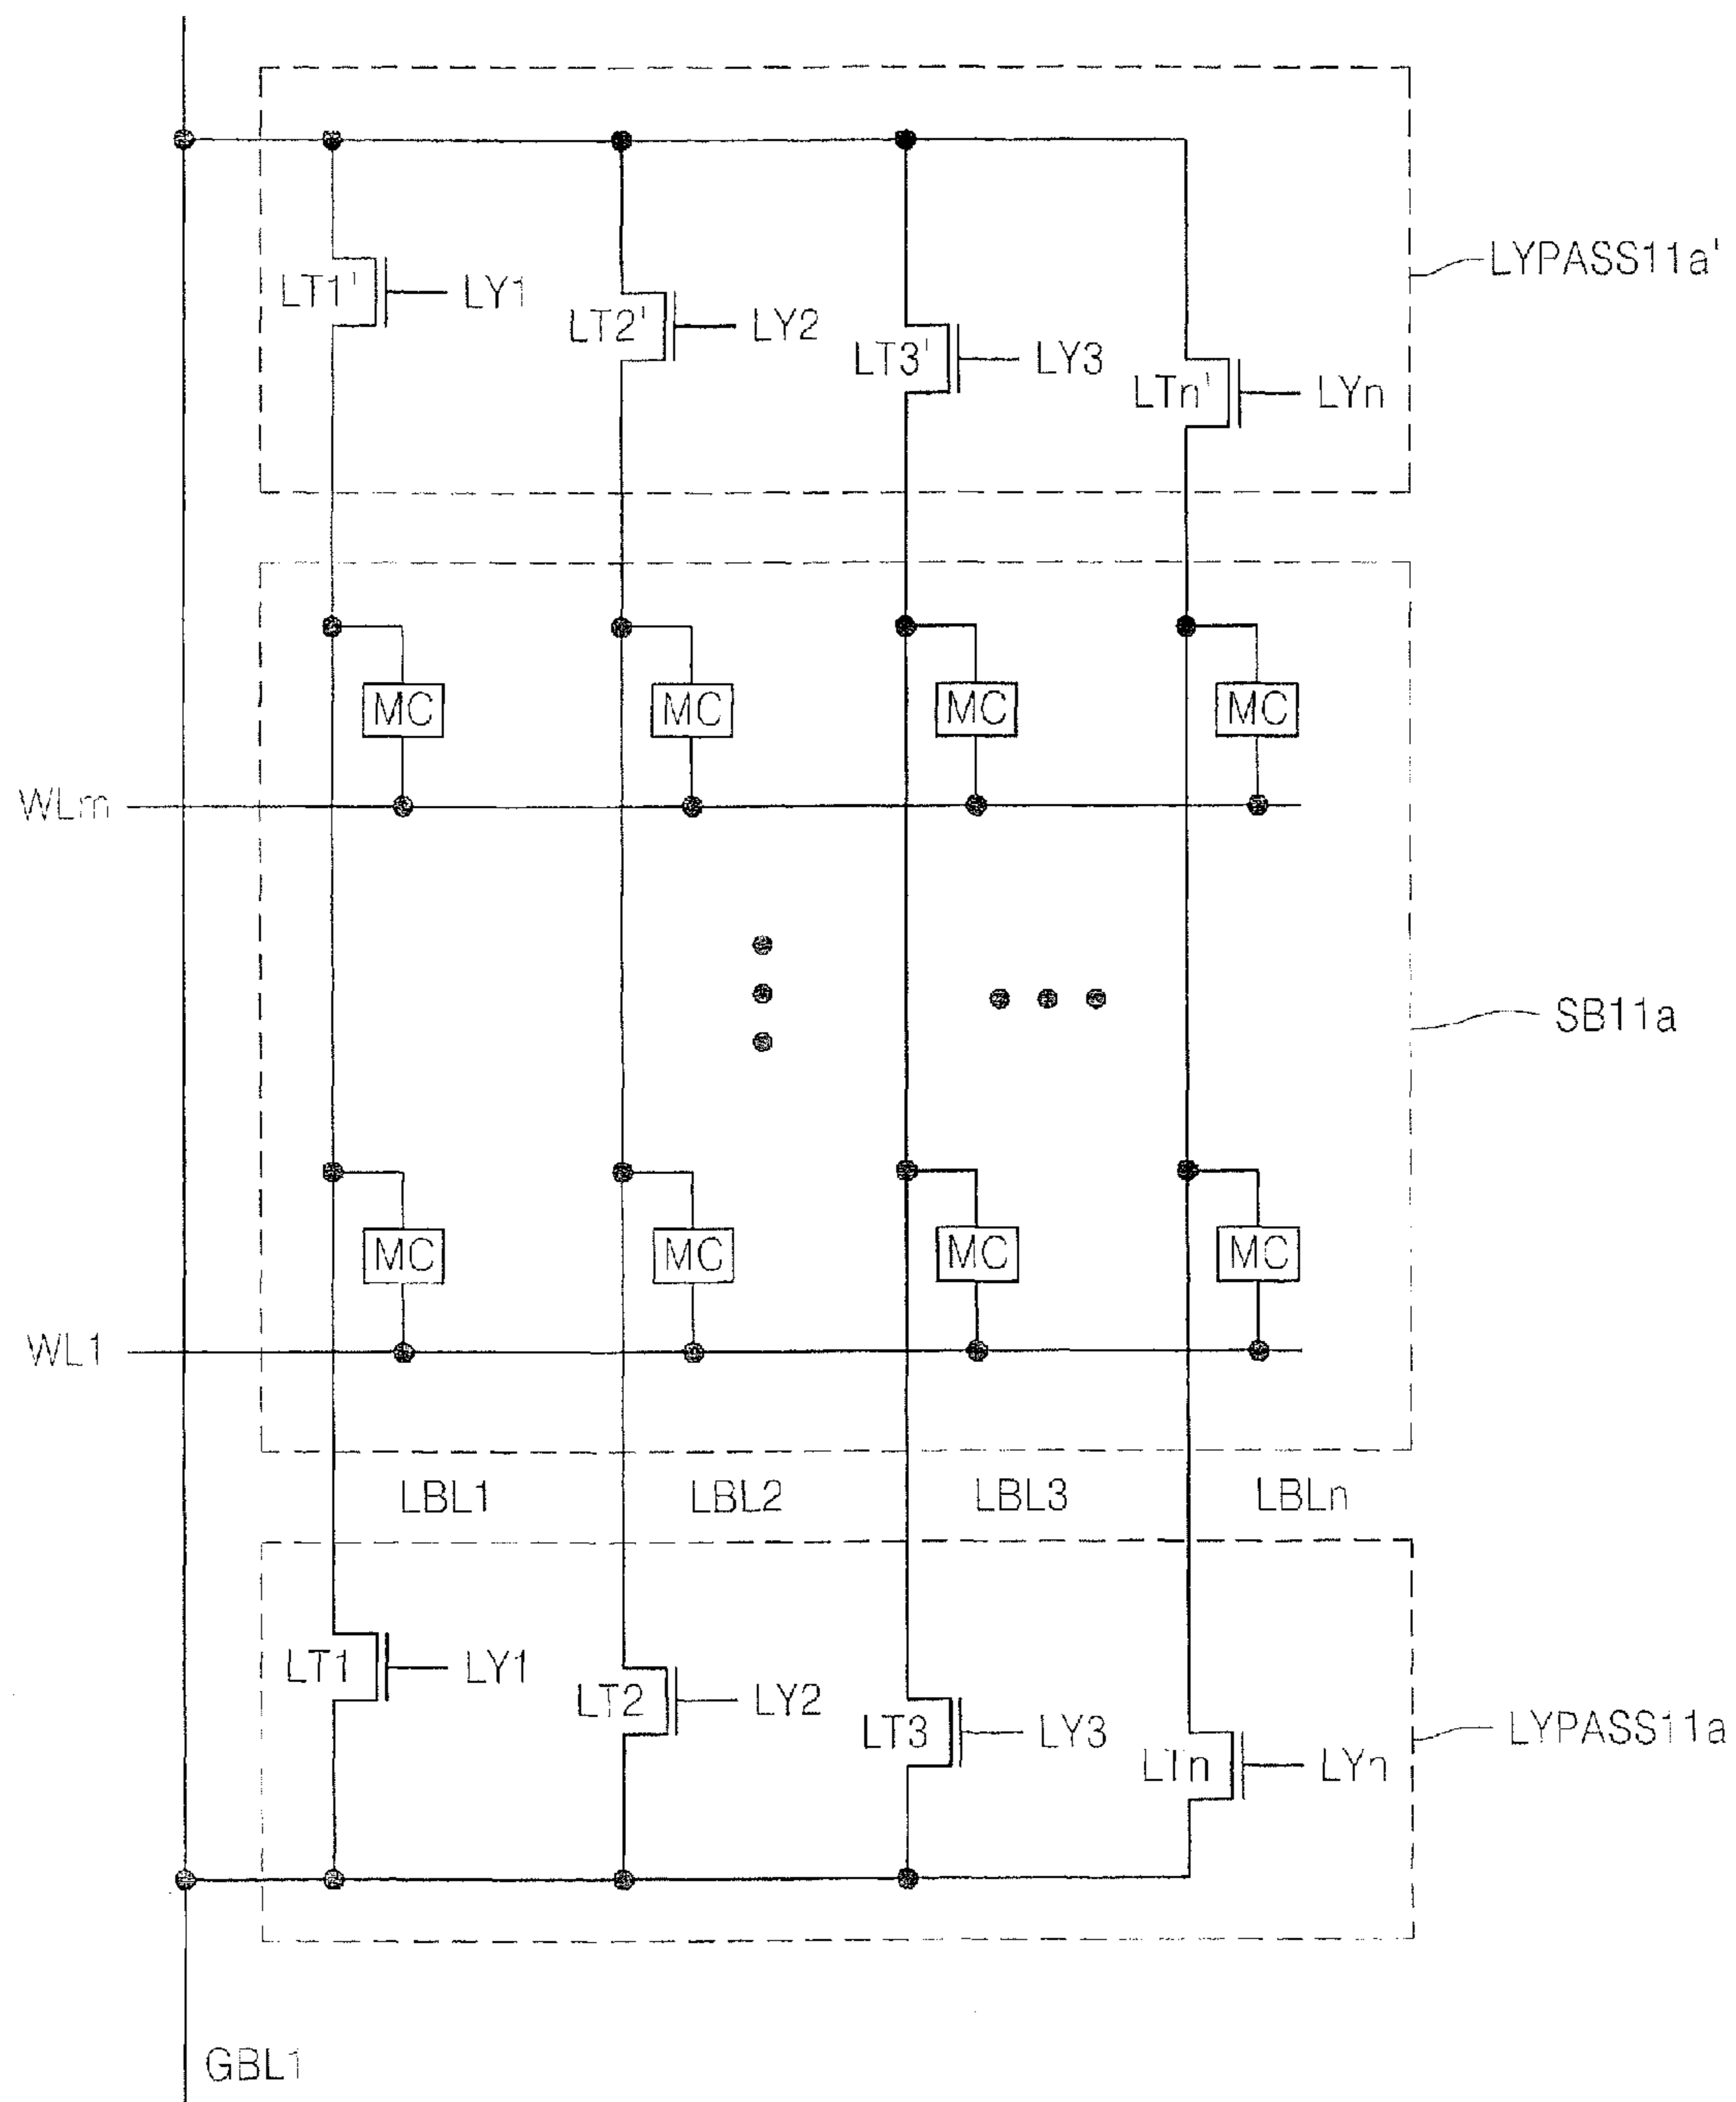 LYPASS11a'
LT1' LY1
LT2' LY2
LT3' LY3
LTn' LYn
MC MC MC MC
WLm
SB11a
MC MC MC MC
WL1
LBL1 LBL2 LBL3 LBLn
LT1 LY1
LT2 LY2
LT3 LY3
LTn LYn
LYPASS11a
GBL1